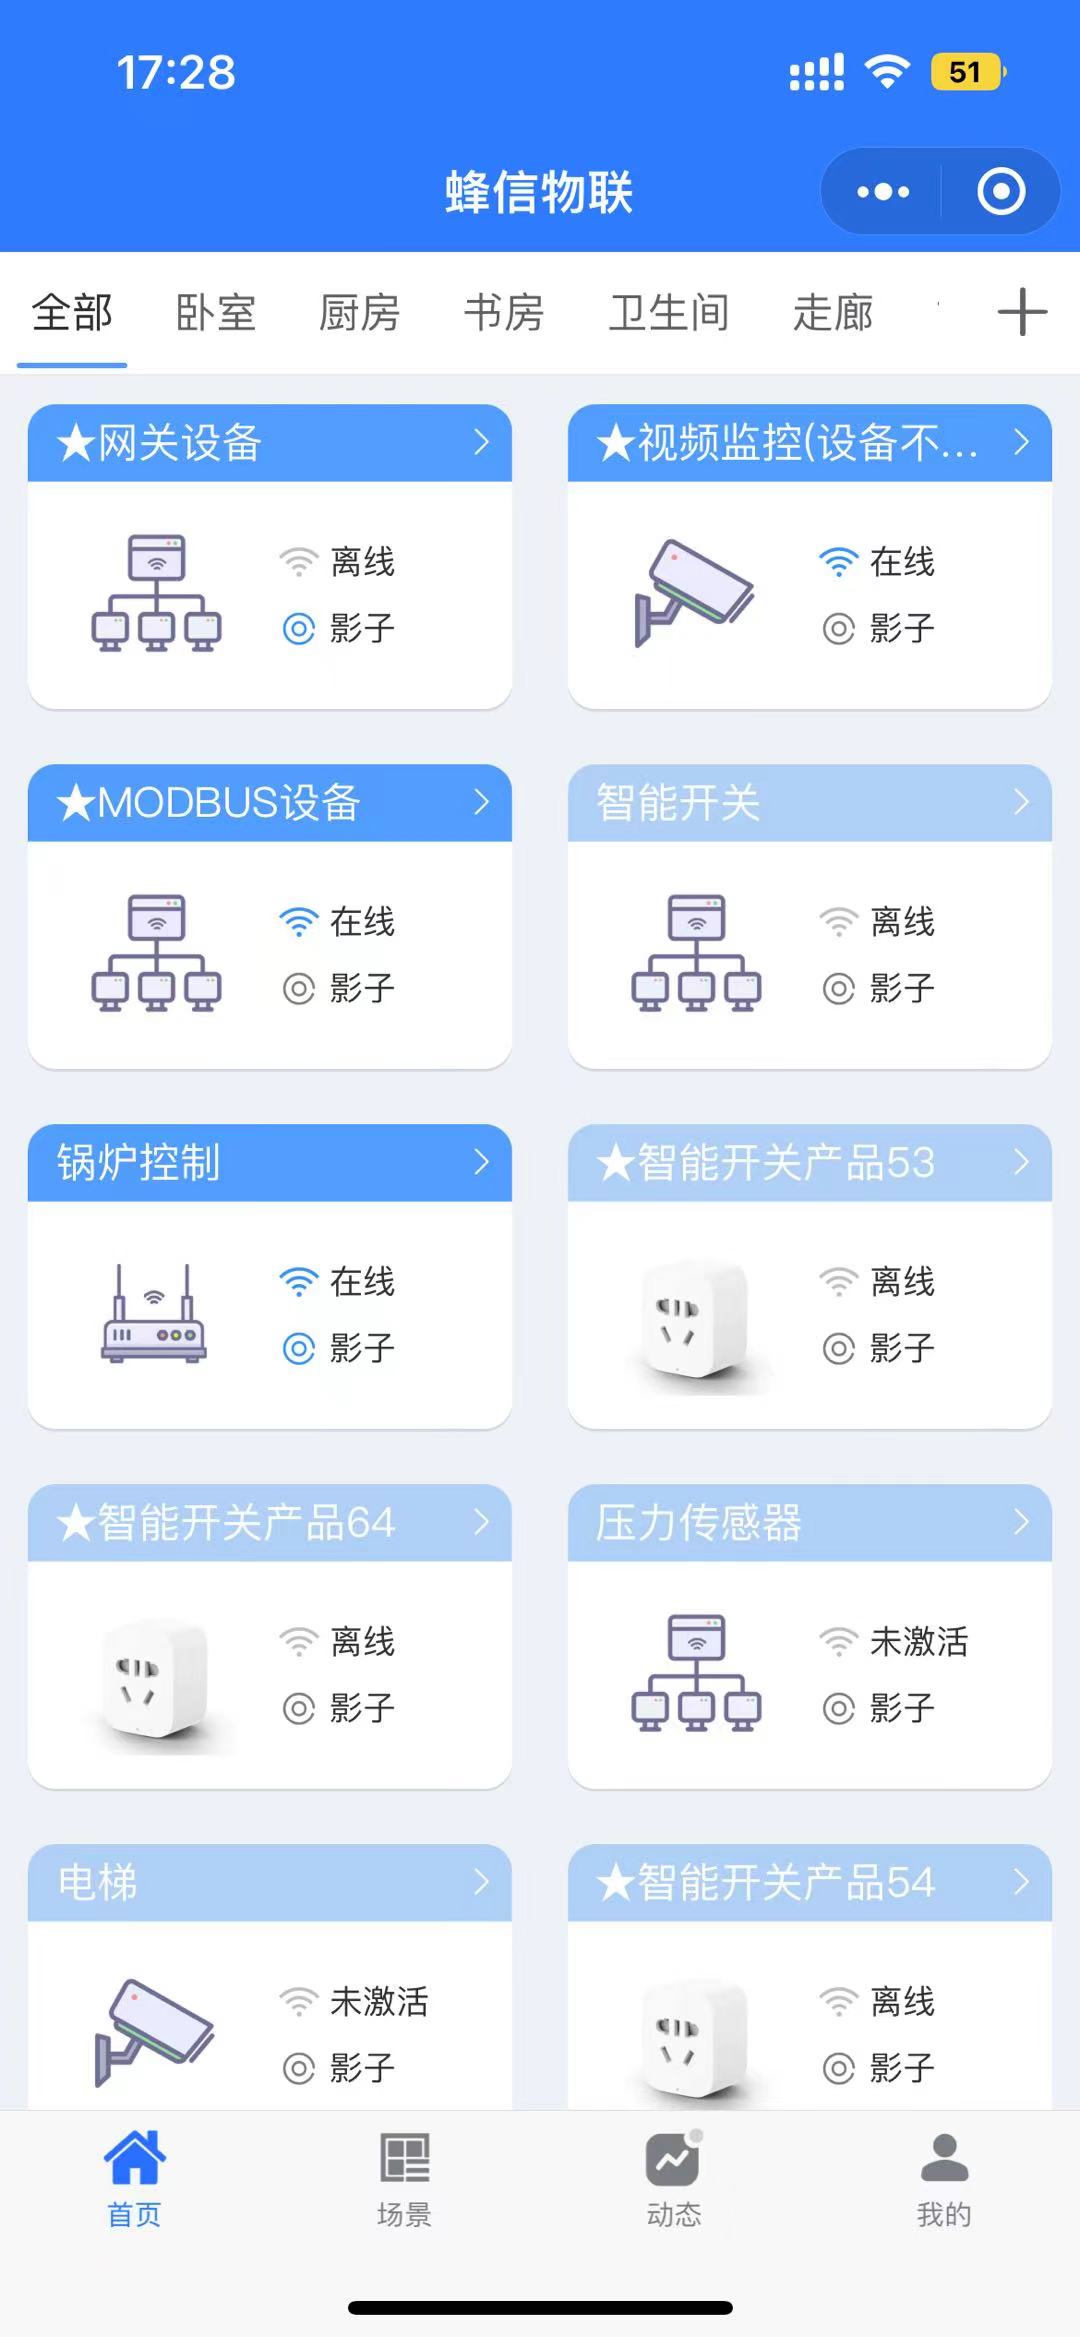 17:28
51
蜂信物联
全部 卧室 厨房 书房 卫生间 走廊
★网关设备
离线
影子
★视频监控(设备不...
在线
影子
★MODBUS设备
在线
影子
智能开关
离线
影子
锅炉控制
在线
影子
★智能开关产品53
离线
影子
★智能开关产品64
离线
影子
压力传感器
未激活
影子
电梯
未激活
影子
★智能开关产品54
离线
影子
首页 场景 动态 我的